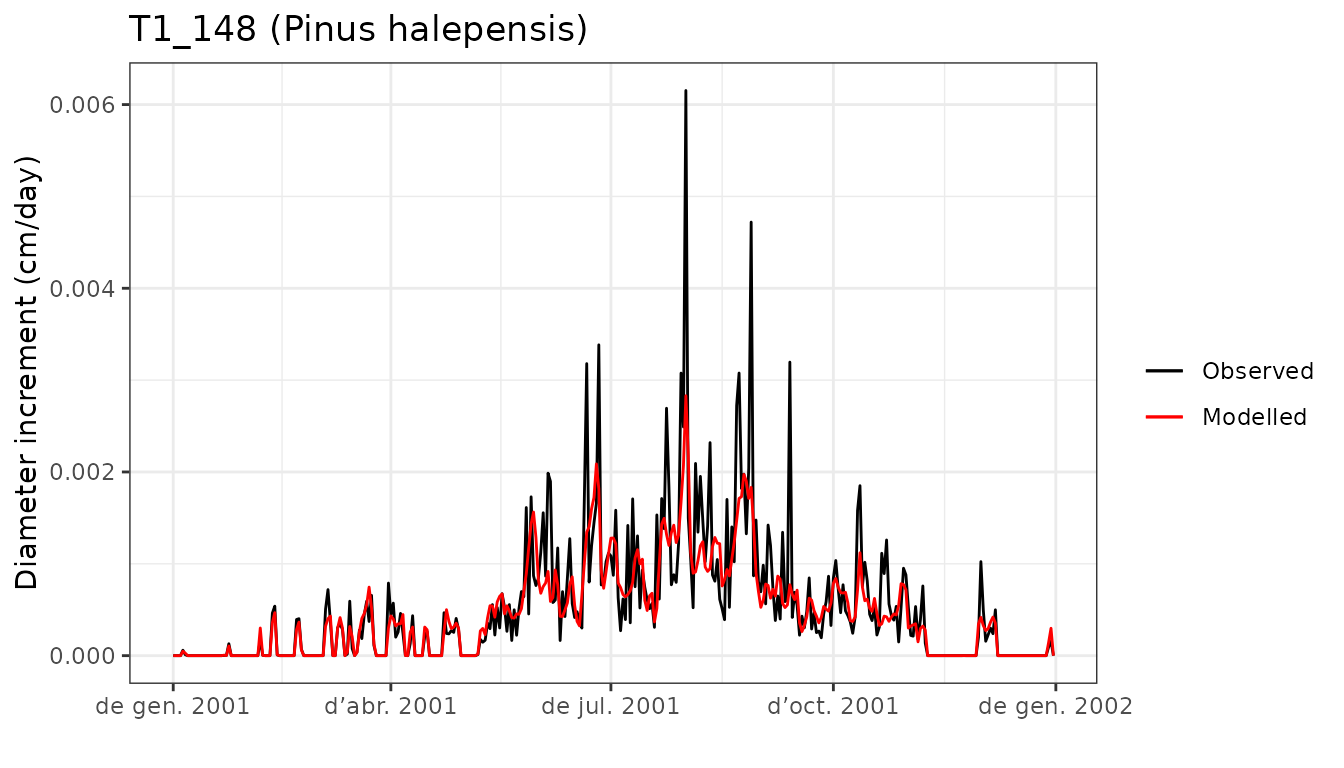 T1_148 (Pinus halepensis)
Diameter increment (cm/day)
0.006
0.004
0.002
0.000
de gen. 2001
d’abr. 2001
de jul. 2001
d’oct. 2001
de gen. 2002
Observed
Modelled